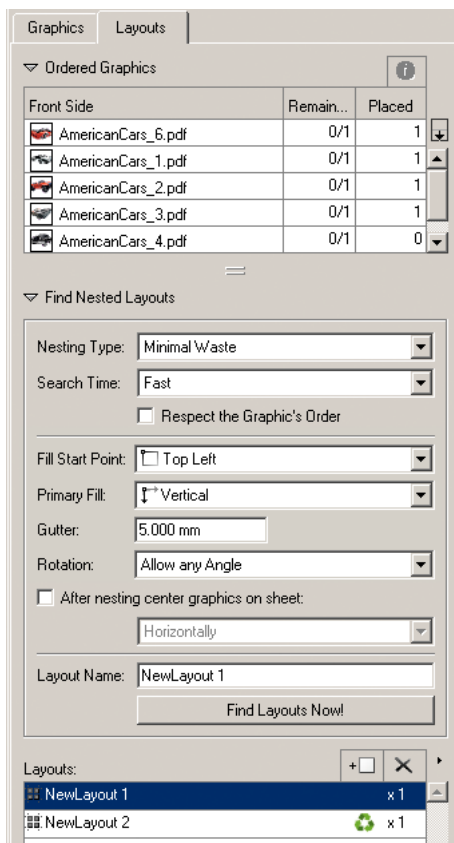 Graphics Layouts
Ordered Graphics
Front Side Remain... Placed
AmericanCars_6.pdf 0/1 1
AmericanCars_1.pdf 0/1 1
AmericanCars_2.pdf 0/1 1
AmericanCars_3.pdf 0/1 1
AmericanCars_4.pdf 0/1 0
Find Nested Layouts
Nesting Type: Minimal Waste
Search Time: Fast
Respect the Graphic's Order
Fill Start Point: Top Left
Primary Fill: Vertical
Gutter: 5.000 mm
Rotation: Allow any Angle
After nesting center graphics on sheet:
Horizontally
Layout Name: NewLayout 1
Find Layouts Now!
Layouts:
NewLayout 1 x 1
NewLayout 2 x 1